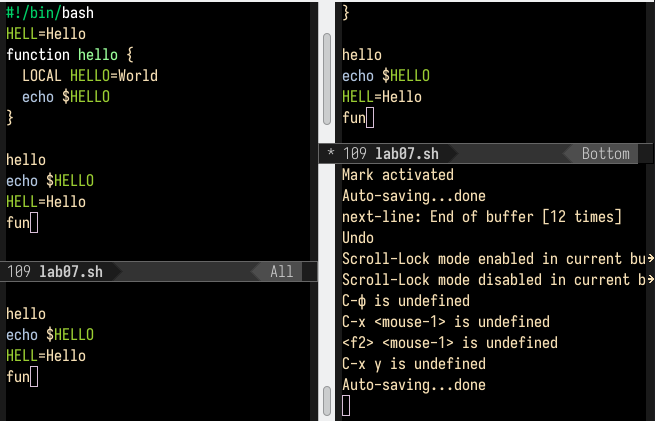 #!/bin/bash
HELL=Hello
function hello {
LOCAL HELLO=World
echo $HELLO
}
hello
echo $HELLO
HELL=Hello
fun
109 lab07.sh All
hello
echo $HELLO
HELL=Hello
fun
}
hello
echo $HELLO
HELL=Hello
fun
* 109 lab07.sh Bottom
Mark activated
Auto-saving...done
next-line: End of buffer [12 times]
Undo
Scroll-Lock mode enabled in current bu
Scroll-Lock mode disabled in current b
C-ф is undefined
C-x <mouse-1> is undefined
<f2> <mouse-1> is undefined
C-x y is undefined
Auto-saving...done